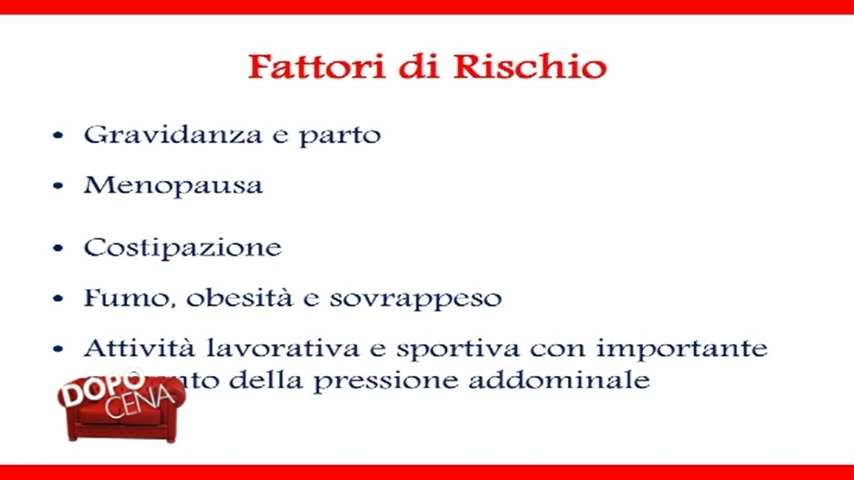 Fattori di Rischio
• Gravidanza e parto
• Menopausa
• Costipazione
• Fumo, obesità e sovrappeso
• Attività lavorativa e sportiva con importante
della pressione addominale
DOPO
CENA